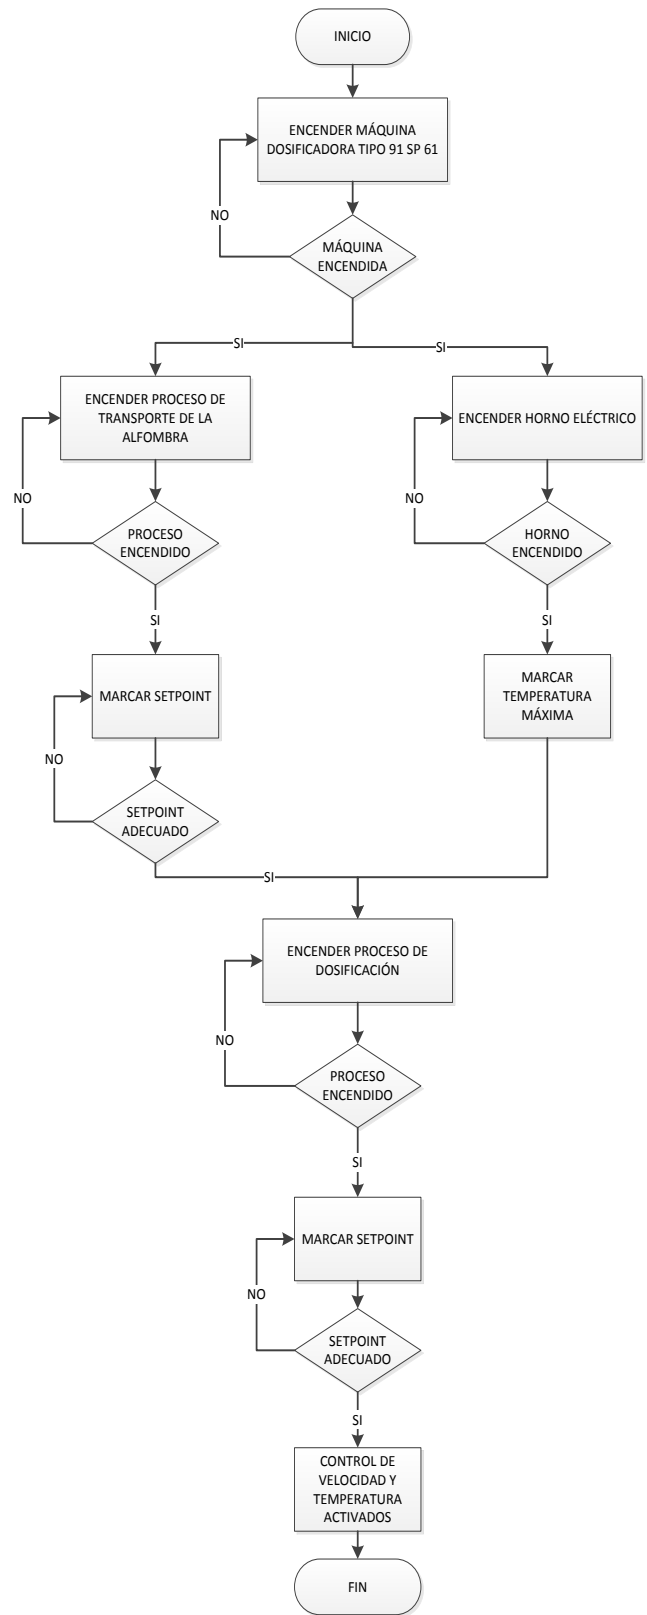 INICIO
ENCENDER MÁQUINA
DOSIFICADORA TIPO 91 SP 61
NO
MÁQUINA
ENCENDIDA
SI
SI
ENCENDER PROCESO DE
TRANSPORTE DE LA
ALFOMBRA
NO
PROCESO
ENCENDIDO
SI
MARCAR SETPOINT
NO
SETPOINT
ADECUADO
SI
ENCENDER HORNO ELÉCTRICO
NO
HORNO
ENCENDIDO
SI
MARCAR
TEMPERATURA
MÁXIMA
ENCENDER PROCESO DE
DOSIFICACIÓN
NO
PROCESO
ENCENDIDO
SI
MARCAR SETPOINT
NO
SETPOINT
ADECUADO
SI
CONTROL DE
VELOCIDAD Y
TEMPERATURA
ACTIVADOS
FIN